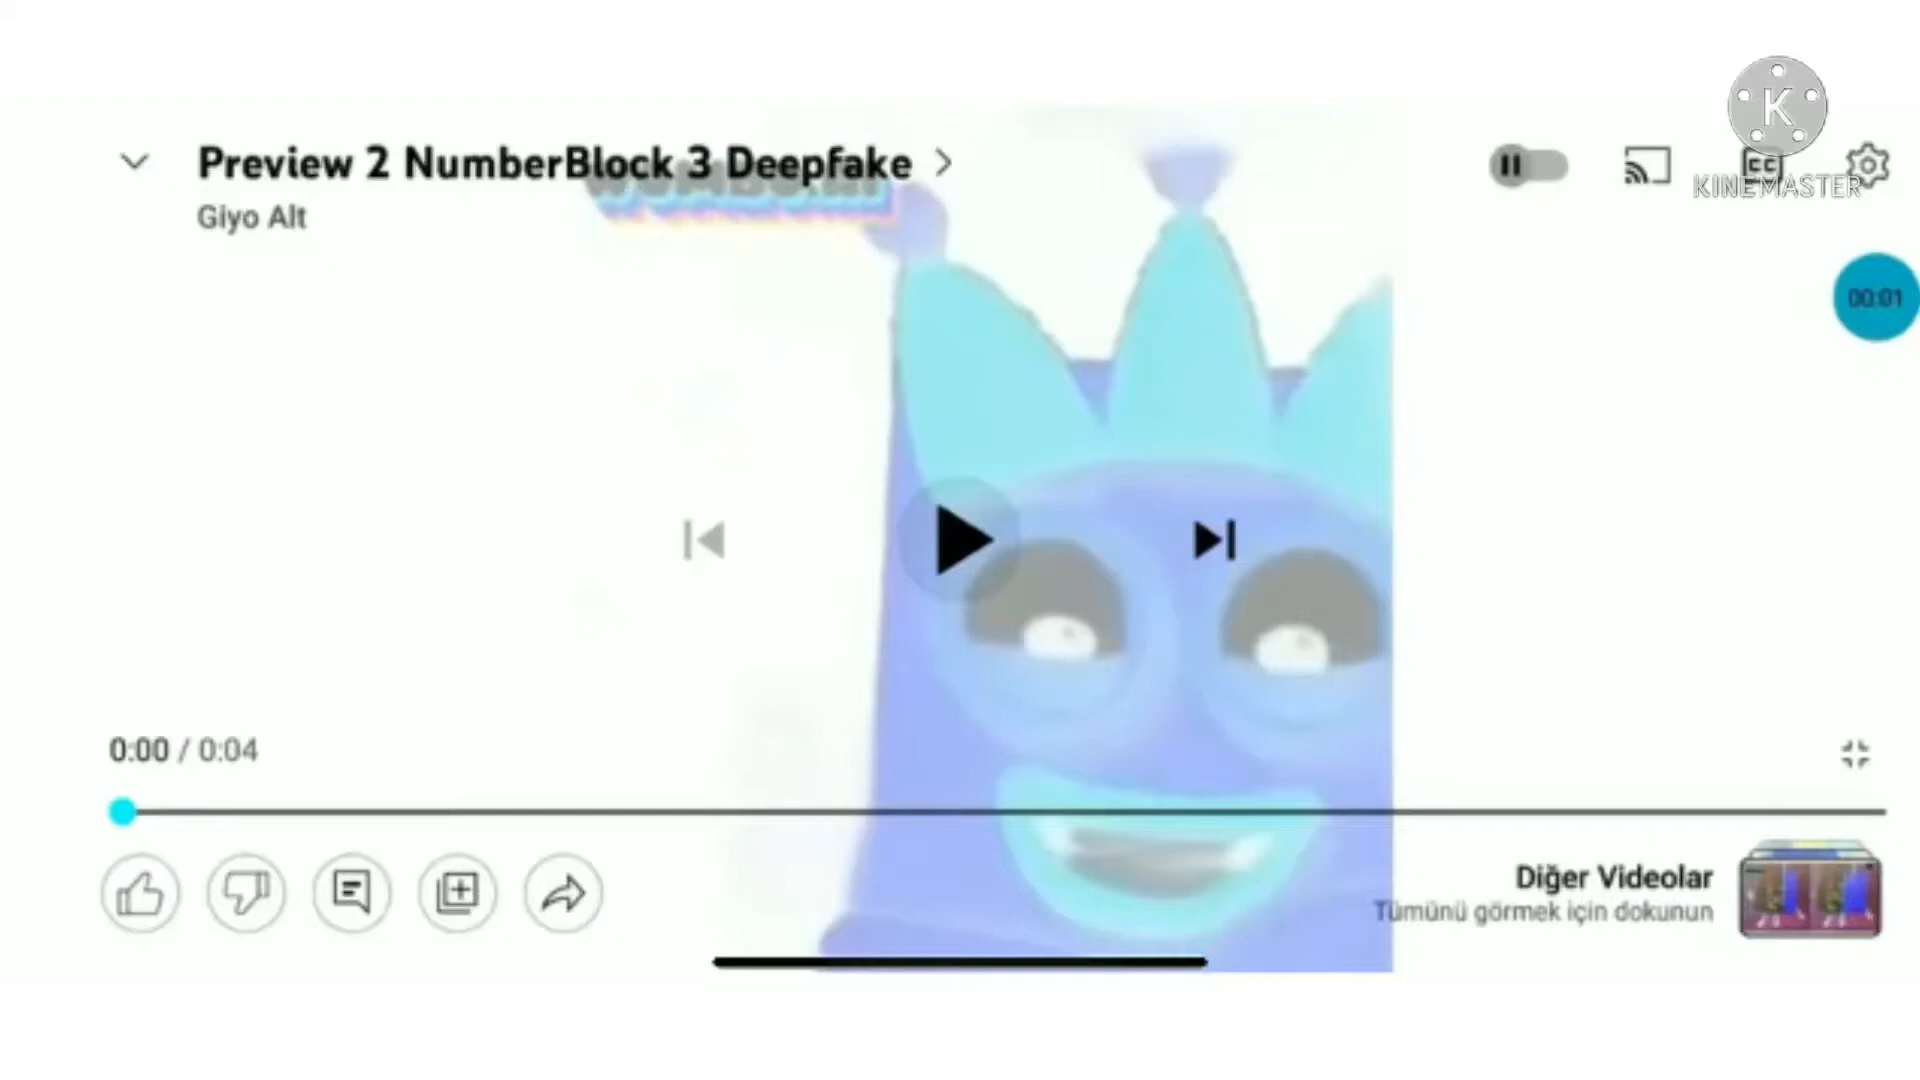 Preview 2 NumberBlock 3 Deepfake
Giyo Alt
CC
K
KINEMASTER
00:01
0:00 / 0:04
Diğer Videolar
Tümünü görmek için dokunun